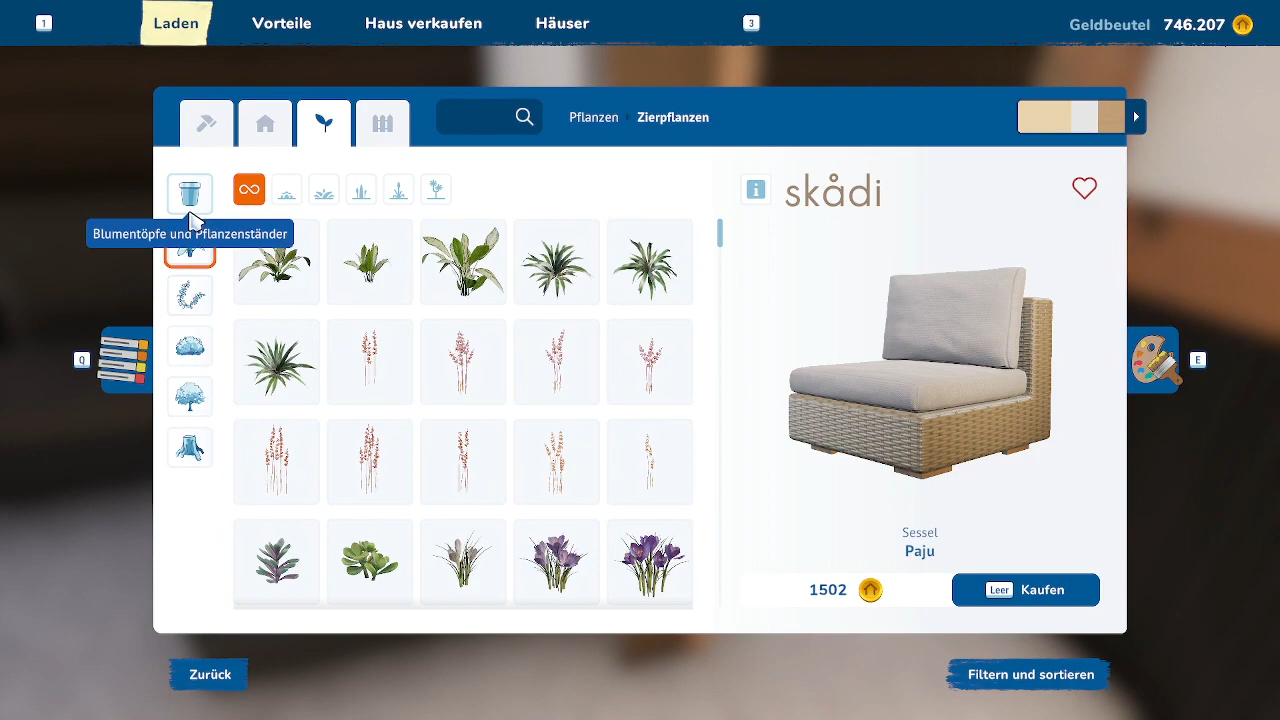 1 Laden Vorteile Haus verkaufen Häuser 3 Geldbeutel 746.207
Pflanzen Zierpflanzen
skådi
Blumentöpfe und Pflanzenständer
Q
E
Sessel
Paju
1502 Leer Kaufen
Zurück Filtern und sortieren